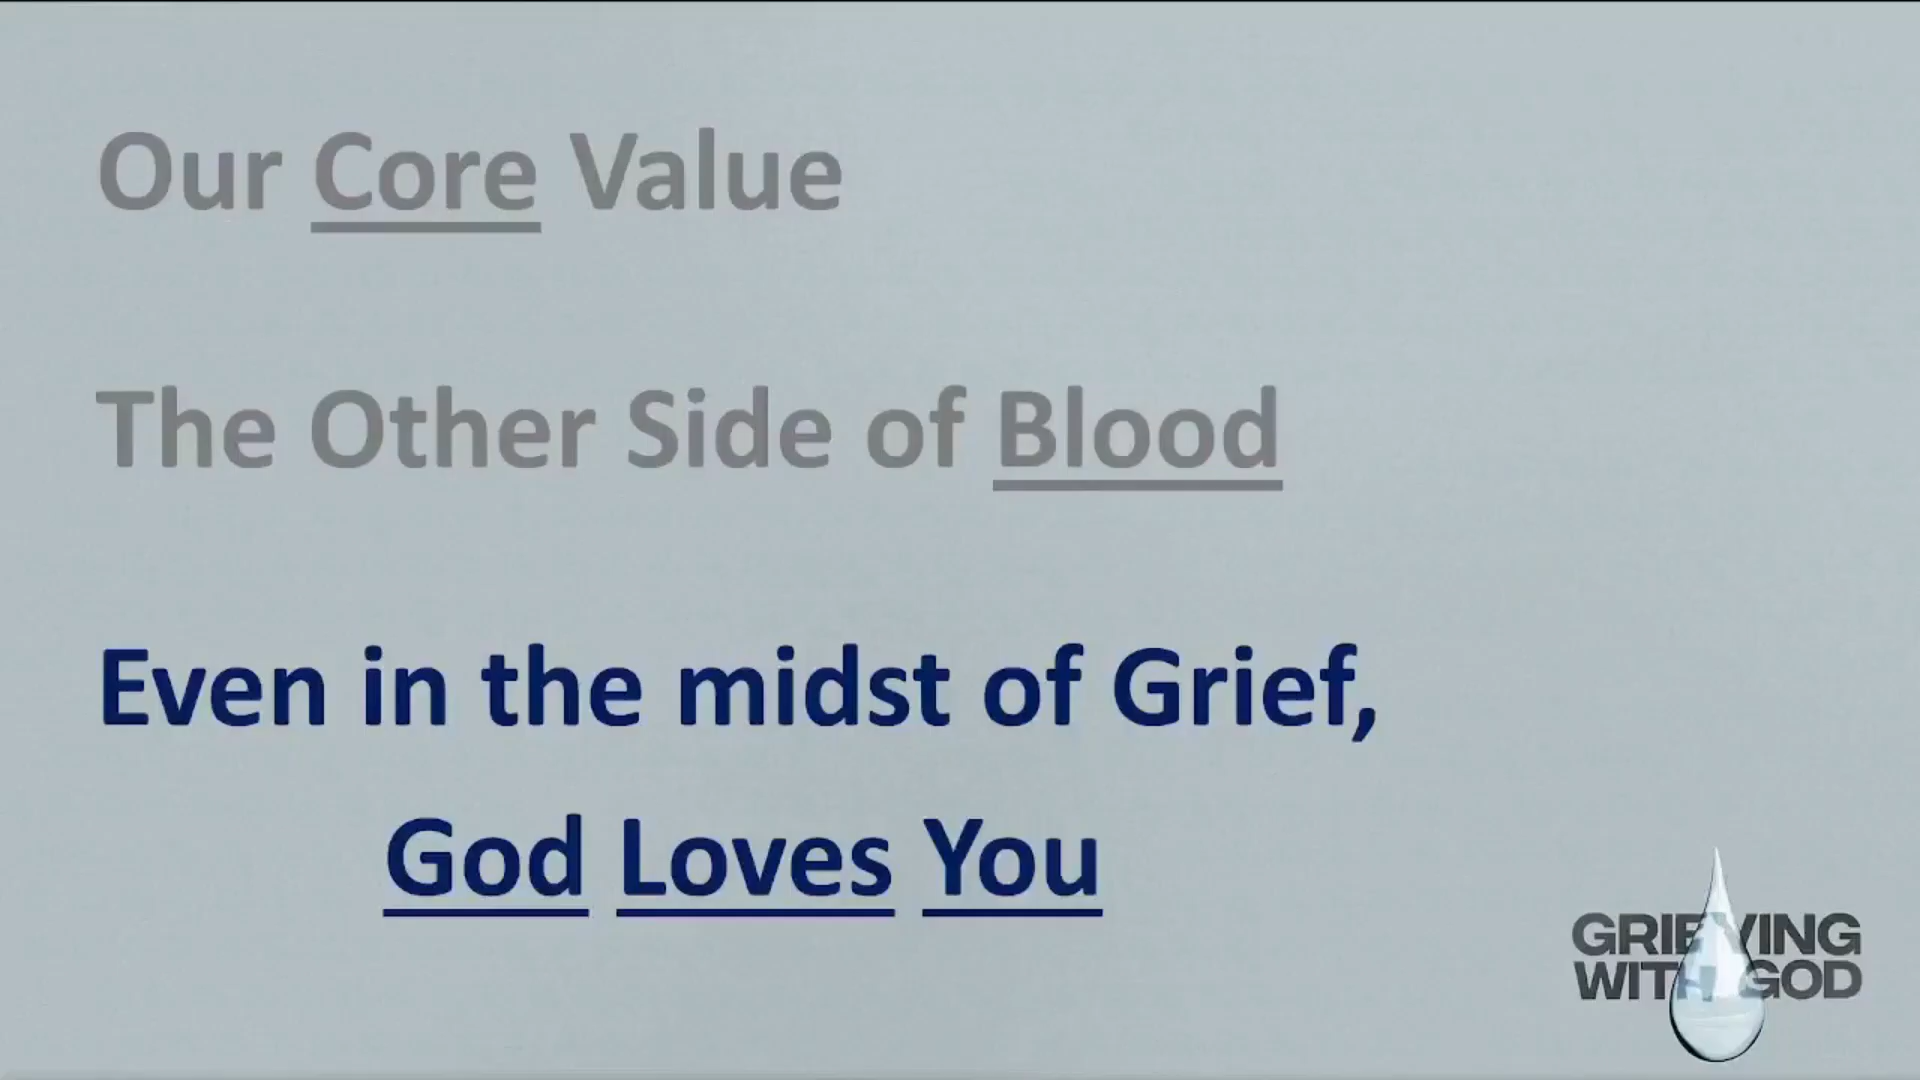 Our Core Value
The Other Side of Blood
Even in the midst of Grief,
God Loves You
GRIEVING
WITH GOD